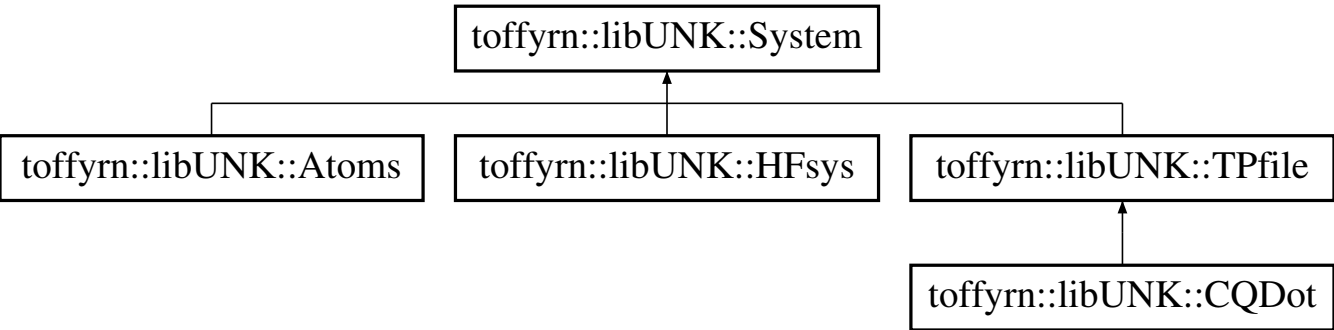 toffyrn::libUNK::System
toffyrn::libUNK::Atoms
toffyrn::libUNK::HFsys
toffyrn::libUNK::TPfile
toffyrn::libUNK::CQDot